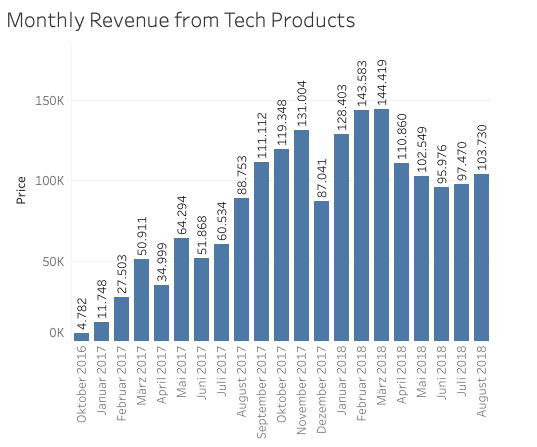 Monthly Revenue from Tech Products
Price
150K
100K
50K
0K
4.782
11.748
27.503
50.911
34.999
64.294
51.868
60.534
88.753
111.112
119.348
131.004
87.041
128.403
143.583
144.419
110.860
102.549
95.976
97.470
103.730
Oktober 2016
Januar 2017
Februar 2017
März 2017
April 2017
Mai 2017
Juni 2017
Juli 2017
August 2017
September 2017
Oktober 2017
November 2017
Dezember 2017
Januar 2018
Februar 2018
März 2018
April 2018
Mai 2018
Juni 2018
Juli 2018
August 2018